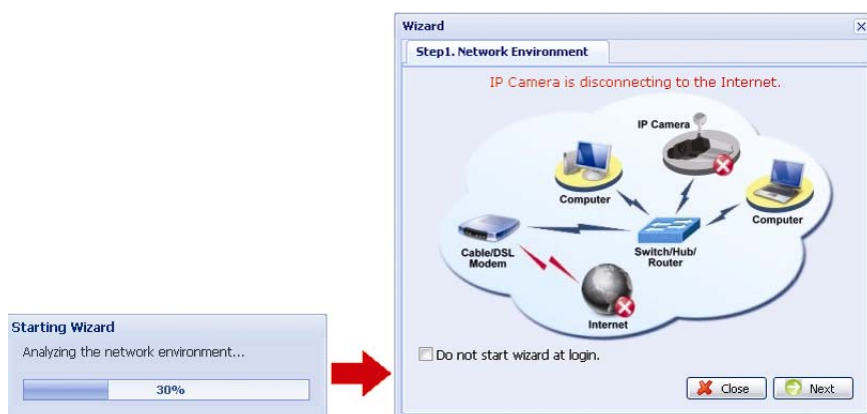 Starting Wizard
Analyzing the network environment...
30%
Wizard
Step1. Network Environment
IP Camera is disconnecting to the Internet.
IP Camera
Computer
Computer
Cable/DSL
Modem
Switch/Hub/
Router
Internet
Do not start wizard at login.
Close
Next